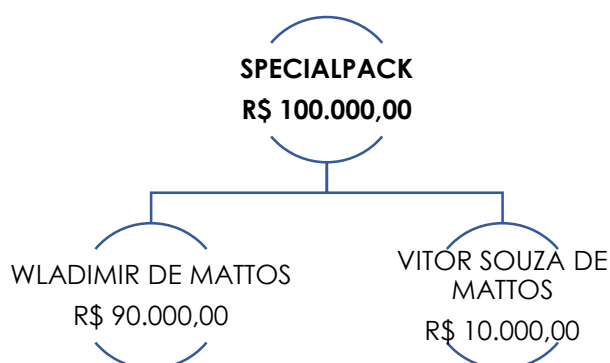 SPECIALPACK
R$ 100.000,00
WLADIMIR DE MATTOS
R$ 90.000,00
VITOR SOUZA DE
MATTOS
R$ 10.000,00